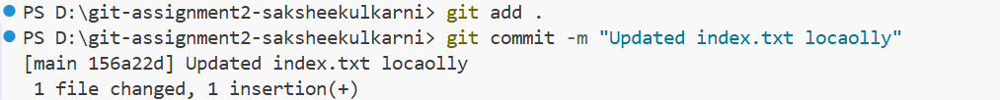 PS D:\git-assignment2-saksheekulkarni> git add .
PS D:\git-assignment2-saksheekulkarni> git commit -m "Updated index.txt locaolly"
[main 156a22d] Updated index.txt locaolly
 1 file changed, 1 insertion(+)